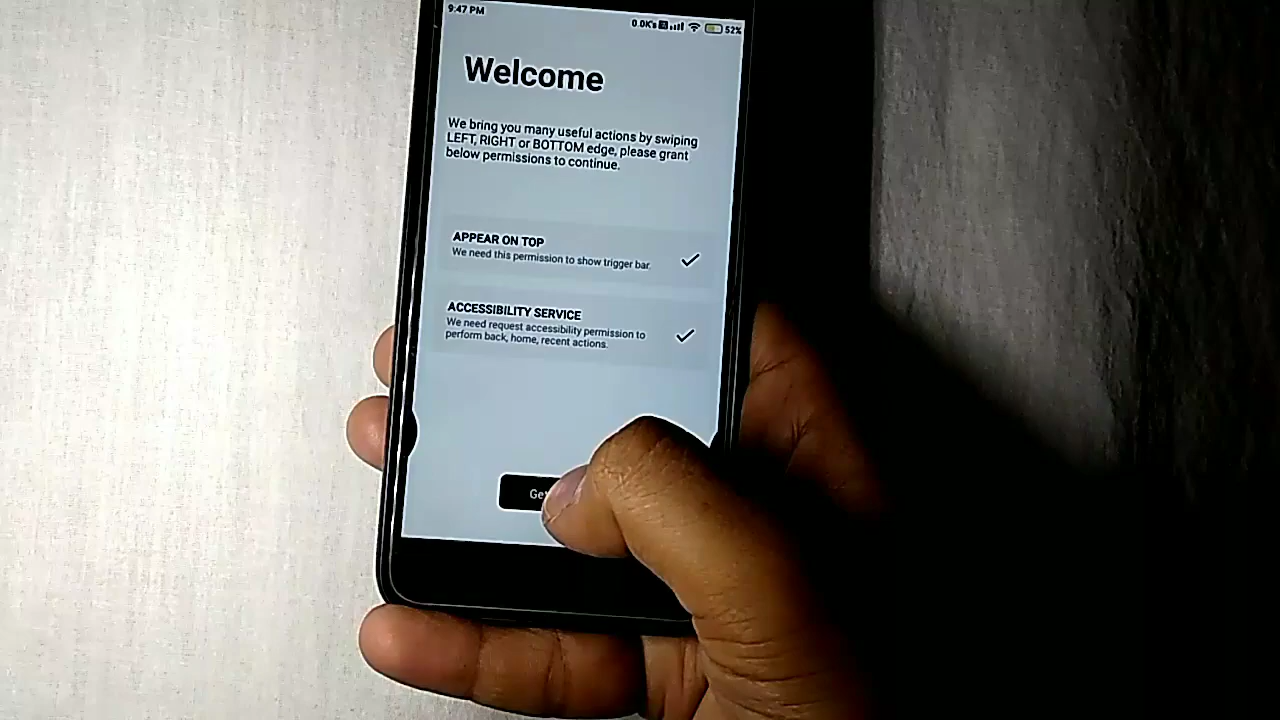 9:47 PM
0.0K/s 52%
Welcome
We bring you many useful actions by swiping
LEFT, RIGHT or BOTTOM edge, please grant
below permissions to continue.
APPEAR ON TOP
We need this permission to show trigger bar.
ACCESSIBILITY SERVICE
We need request accessibility permission to
perform back, home, recent actions.